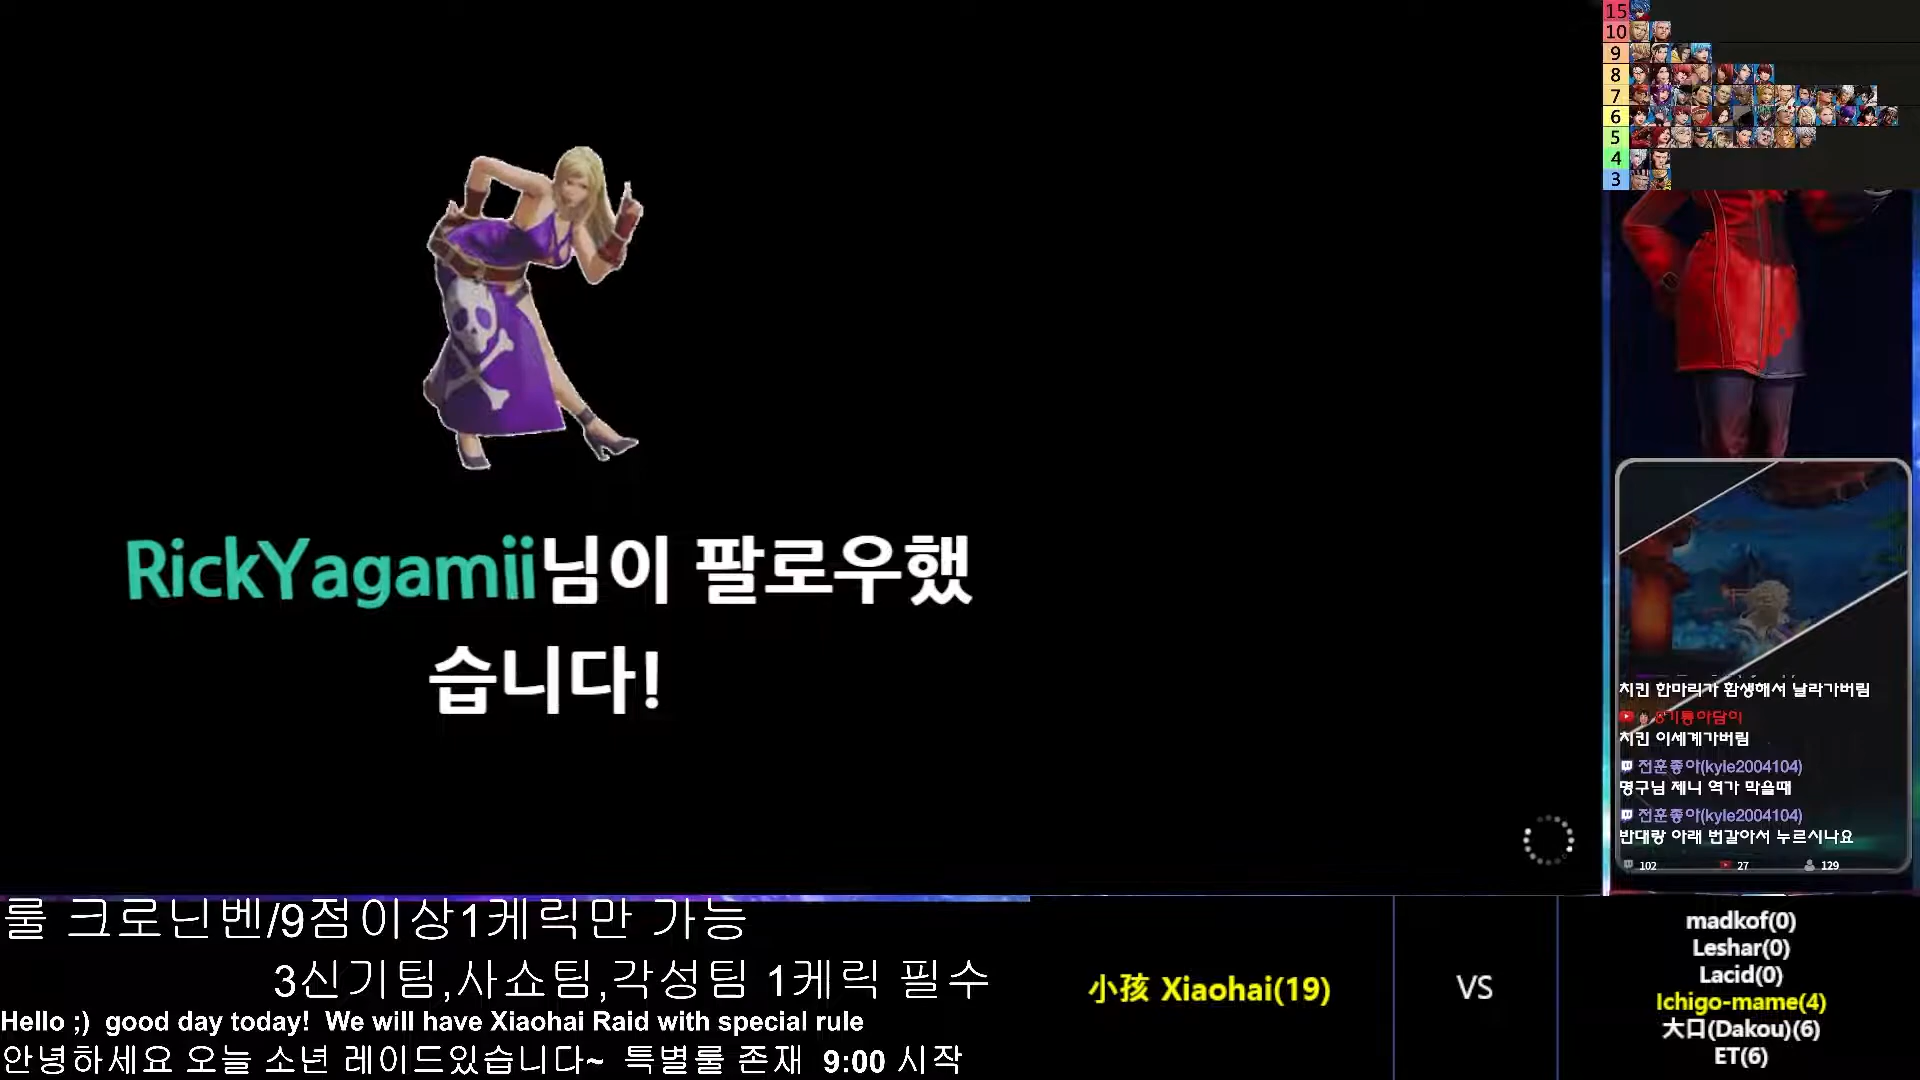 15
10
9
8
7
6
5
4
3
RickYagamii님이 팔로우했
습니다!
치킨 한마리가 환생해서 날라가버림
치킨 이세계가버림
전훈좋아(kyle2004104)
명구님 제니 역가 막을때
전훈좋아(kyle2004104)
반대랑 아래 번갈아서 누르시나요
102 27 129
룰 크로닌벤/9점이상1케릭만 가능
3신기팀,사쇼팀,각성팀 1케릭 필수
Hello ;) good day today! We will have Xiaohai Raid with special rule
안녕하세요 오늘 소년 레이드있습니다~ 특별룰 존재 9:00 시작
小孩 Xiaohai(19)
VS
madkof(0)
Leshar(0)
Lacid(0)
Ichigo-mame(4)
大口(Dakou)(6)
ET(6)